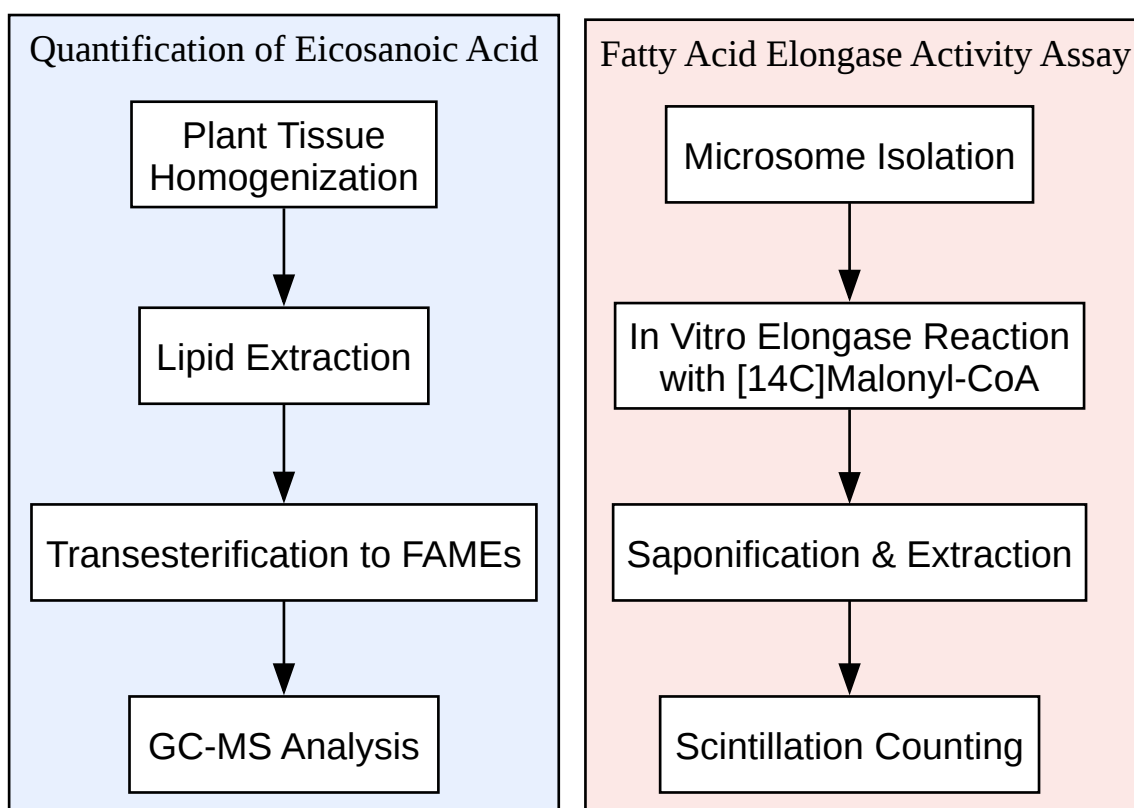 Quantification of Eicosanoic Acid
Plant Tissue
Homogenization
Lipid Extraction
Transesterification to FAMEs
GC-MS Analysis
Fatty Acid Elongase Activity Assay
Microsome Isolation
In Vitro Elongase Reaction
with [14C]Malonyl-CoA
Saponification & Extraction
Scintillation Counting